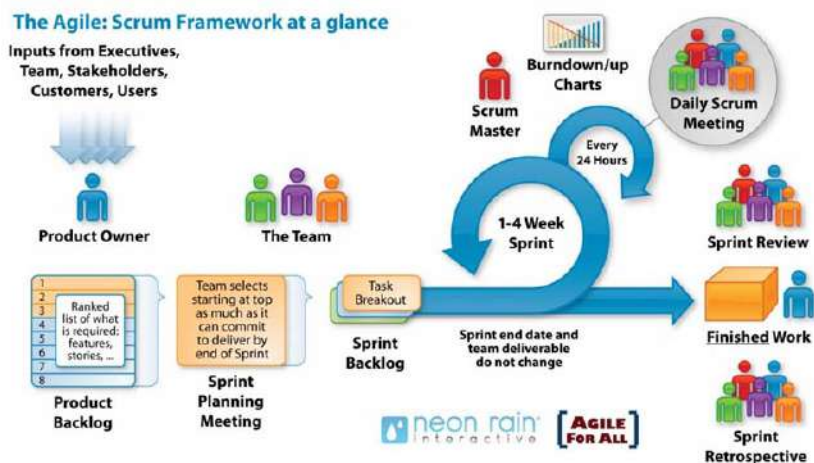 The Agile: Scrum Framework at a glance
Inputs from Executives,
Team, Stakeholders,
Customers, Users
Product Owner
The Team
Scrum
Master
Burndown/up
Charts
Daily Scrum
Meeting
Every
24 Hours
1-4 Week
Sprint
Sprint Review
1
2
3
4
5
6
7
8
Ranked
list of what
is required:
features,
stories, ...
Product
Backlog
Team selects
starting at top
as much as it
can commit
to deliver by
end of Sprint
Sprint
Planning
Meeting
Task
Breakout
Sprint
Backlog
Sprint end date and
team deliverable
do not change
Finished Work
Sprint
Retrospective
neon rain
interactive
AGILE
FOR ALL